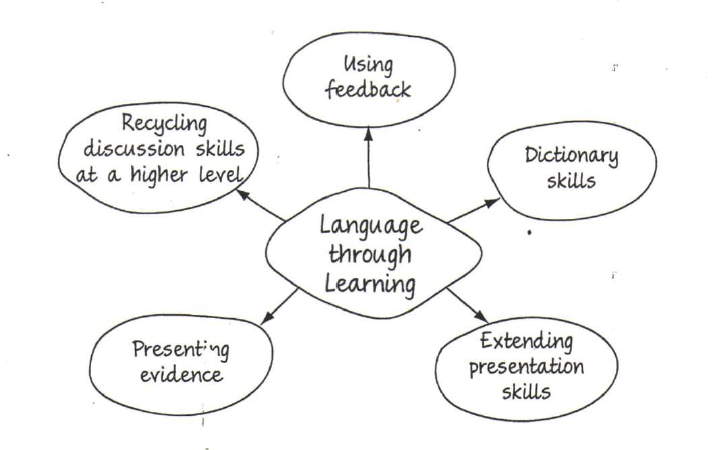 Using
feedback
Recycling
discussion skills
at a higher level
Dictionary
skills
Language
through
Learning
Presenting
evidence
Extending
presentation
skills